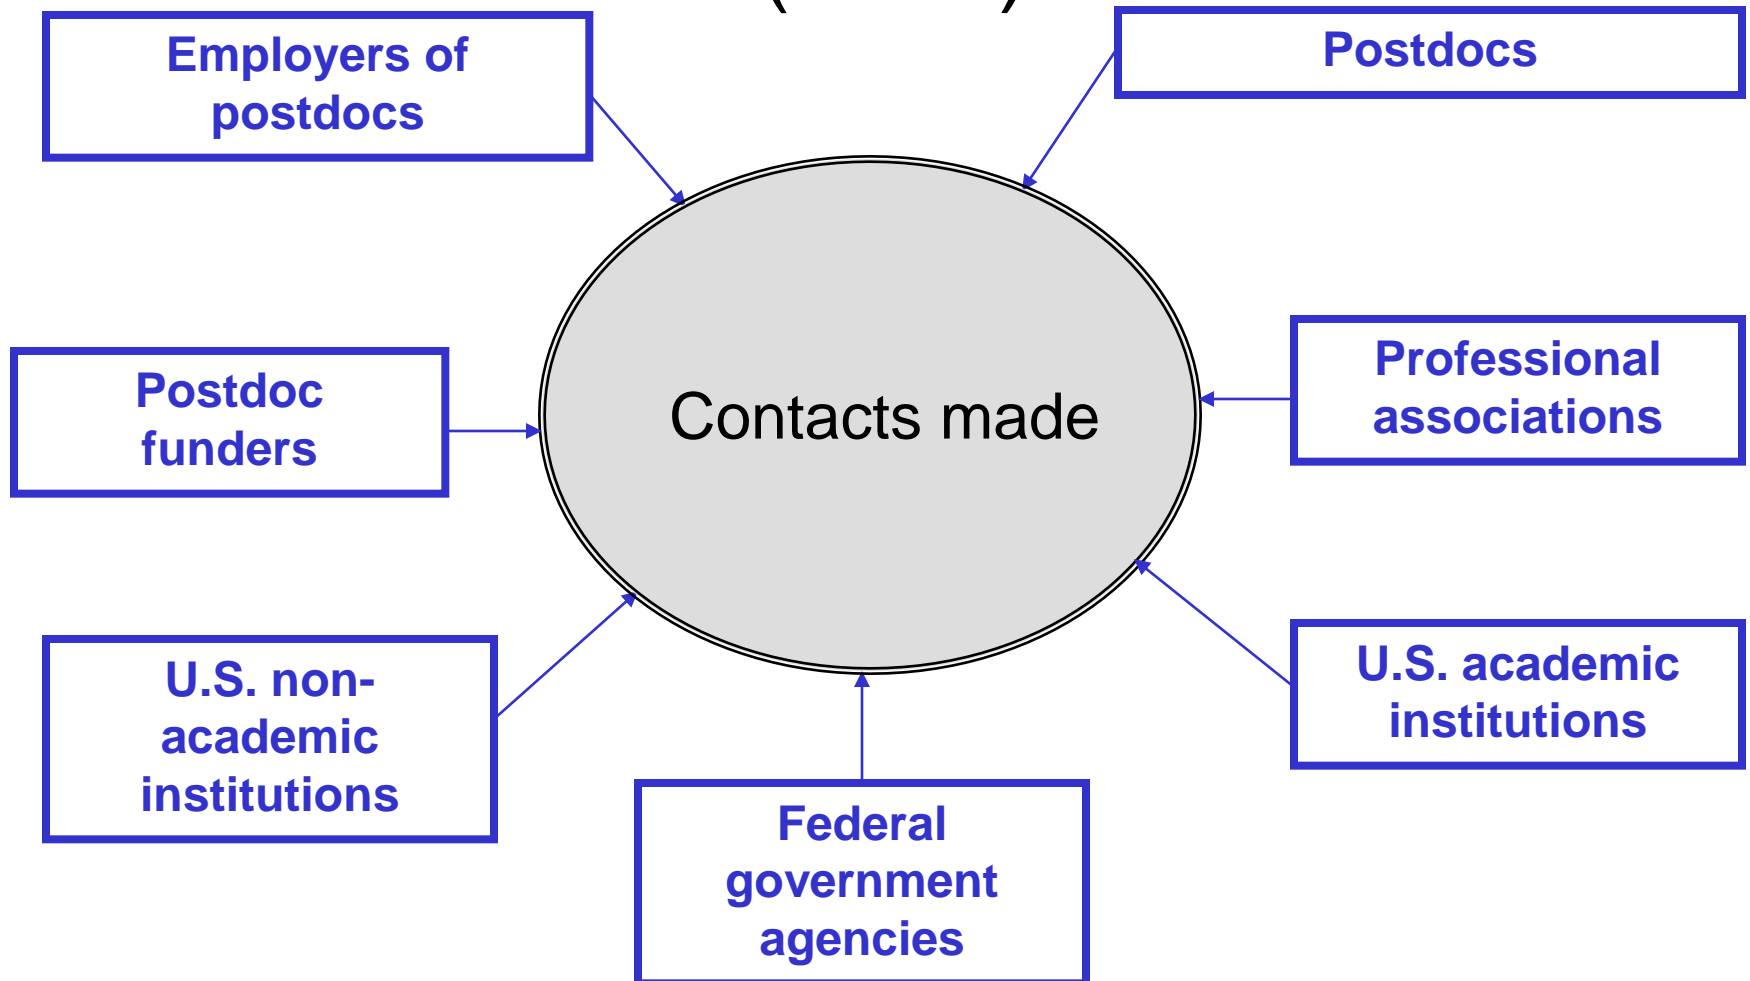 Employers of
postdocs
Postdocs
Postdoc
funders
Contacts made
Professional
associations
U.S. non-
academic
institutions
Federal
government
agencies
U.S. academic
institutions